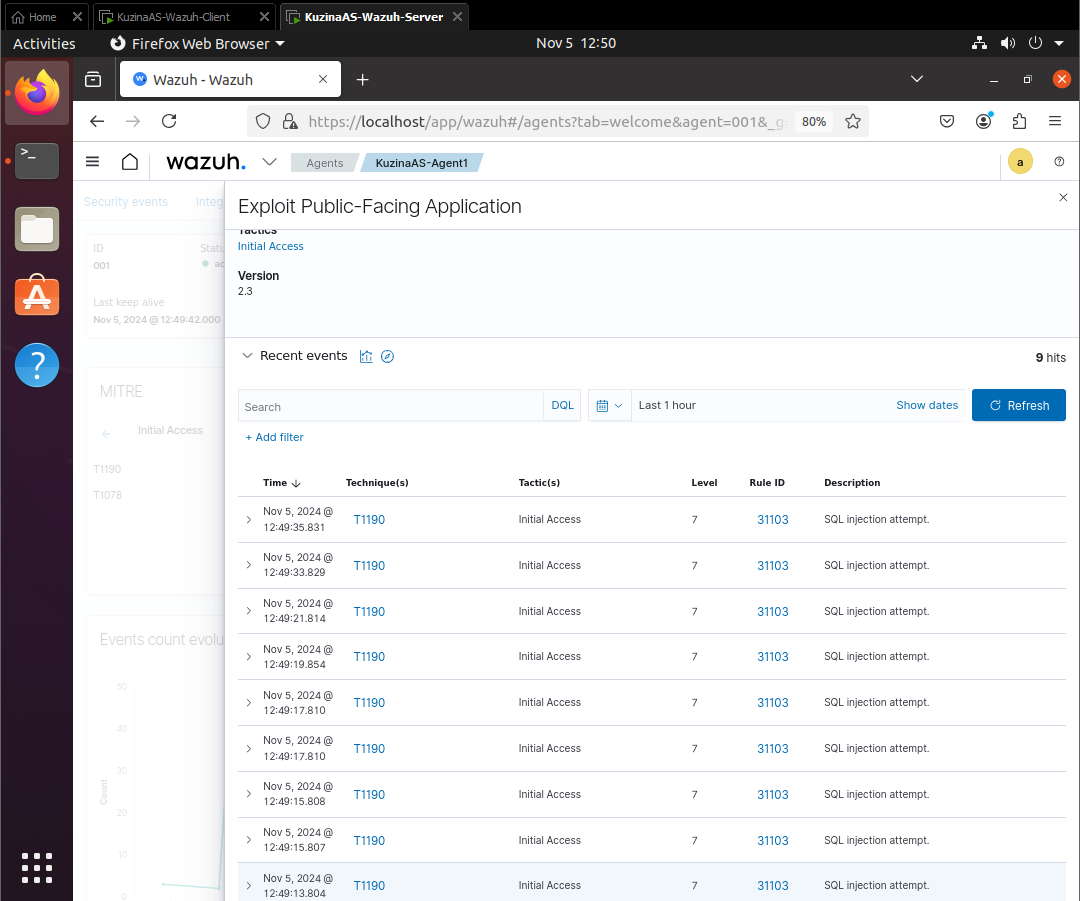 Home
KuzinaAS-Wazuh-Client
KuzinaAS-Wazuh-Server
Activities
Firefox Web Browser
Nov 5 12:50
Wazuh - Wazuh
https://localhost/app/wazuh#/agents?tab=welcome&agent=001&_g
80%
wazuh.
Agents
KuzinaAS-Agent1
a
Security events
Integ
ID
001
Statu
ac
Last keep alive
Nov 5, 2024 @ 12:49:42.000
MITRE
Initial Access
T1190
T1078
Events count evolu
50
40
30
20
10
0
Count
Exploit Public-Facing Application
Tactics
Initial Access
Version
2.3
Recent events
9 hits
Search
DQL
Last 1 hour
Show dates
Refresh
+ Add filter
Time Technique(s) Tactic(s) Level Rule ID Description
Nov 5, 2024 @
12:49:35.831
T1190 Initial Access 7 31103 SQL injection attempt.
Nov 5, 2024 @
12:49:33.829
T1190 Initial Access 7 31103 SQL injection attempt.
Nov 5, 2024 @
12:49:21.814
T1190 Initial Access 7 31103 SQL injection attempt.
Nov 5, 2024 @
12:49:19.854
T1190 Initial Access 7 31103 SQL injection attempt.
Nov 5, 2024 @
12:49:17.810
T1190 Initial Access 7 31103 SQL injection attempt.
Nov 5, 2024 @
12:49:17.810
T1190 Initial Access 7 31103 SQL injection attempt.
Nov 5, 2024 @
12:49:15.808
T1190 Initial Access 7 31103 SQL injection attempt.
Nov 5, 2024 @
12:49:15.807
T1190 Initial Access 7 31103 SQL injection attempt.
Nov 5, 2024 @
12:49:13.804
T1190 Initial Access 7 31103 SQL injection attempt.